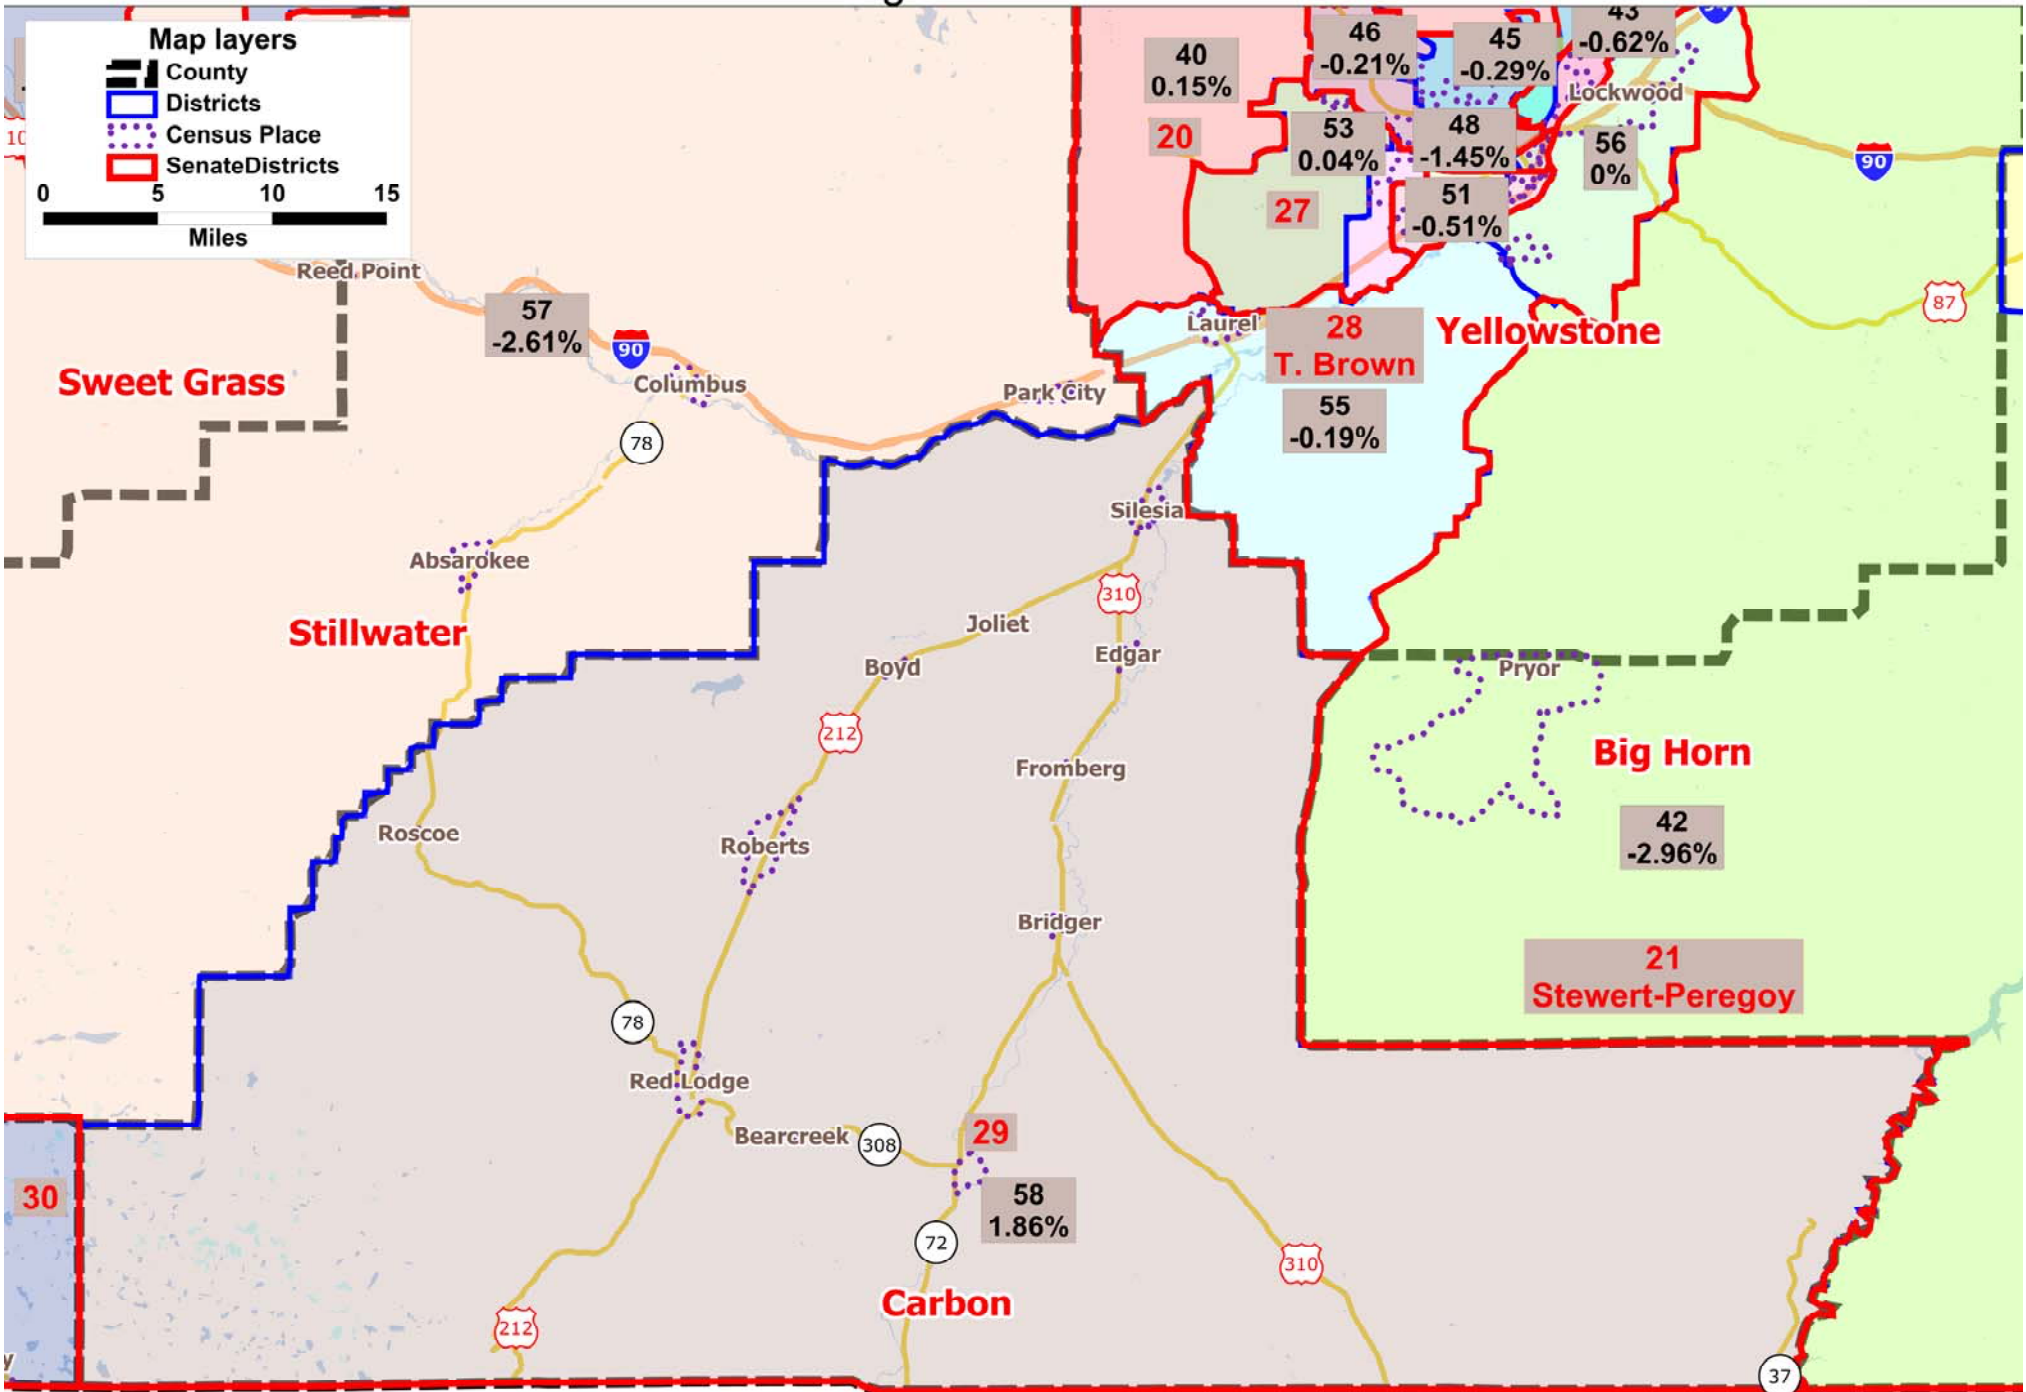 Map layers
County
Districts
Census Place
SenateDistricts
0 5 10 15
Miles
10
40
0.15%
20
46
-0.21%
45
-0.29%
43
-0.62%
94
Lockwood
53
0.04%
48
-1.45%
56
0%
90
27
51
-0.51%
Reed Point
57
-2.61%
90
Laurel
28
T. Brown
Yellowstone
87
Sweet Grass
Columbus
Park City
55
-0.19%
78
Silesia
Absarokee
310
Stillwater
Joliet
Boyd
Edgar
Pryor
212
Big Horn
Fromberg
Roscoe
Roberts
42
-2.96%
Bridger
21
Stewert-Peregoy
78
Red Lodge
Bearcreek
308
29
30
58
1.86%
72
310
Carbon
212
y
37